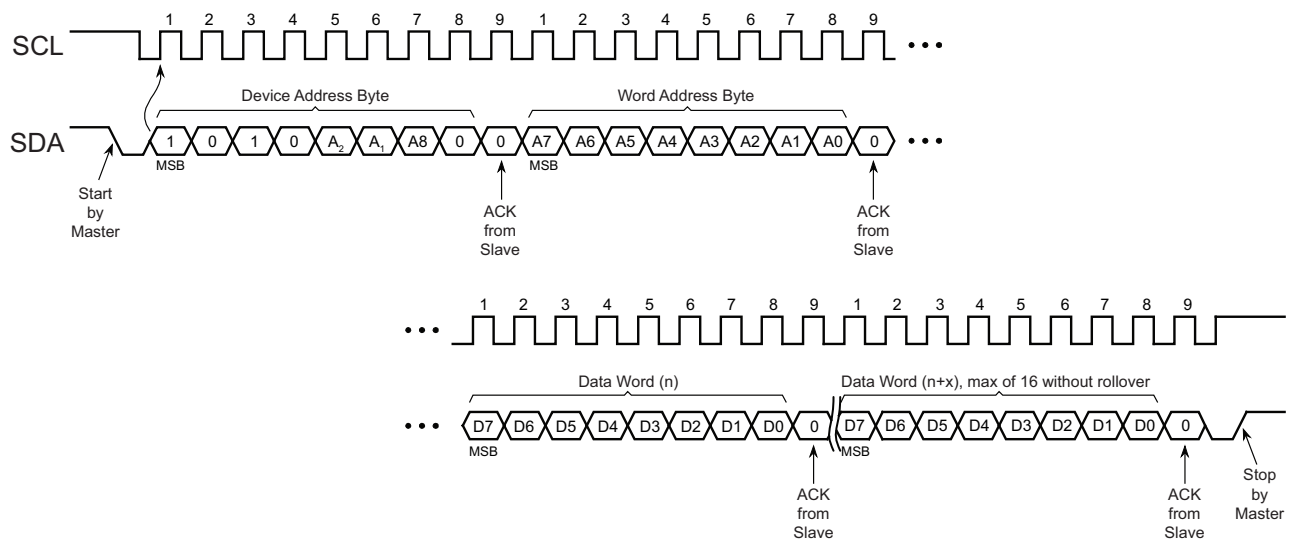 1 2 3 4 5 6 7 8 9 1 2 3 4 5 6 7 8 9
SCL
Device Address Byte Word Address Byte
SDA 1 0 1 0 A2 A1 A8 0 0 A7 A6 A5 A4 A3 A2 A1 A0 0
MSB MSB
Start
by
Master
ACK
from
Slave
ACK
from
Slave
1 2 3 4 5 6 7 8 9 1 2 3 4 5 6 7 8 9
Data Word (n) Data Word (n+x), max of 16 without rollover
D7 D6 D5 D4 D3 D2 D1 D0 0 D7 D6 D5 D4 D3 D2 D1 D0 0
MSB MSB
ACK
from
Slave
ACK
from
Slave
Stop
by
Master